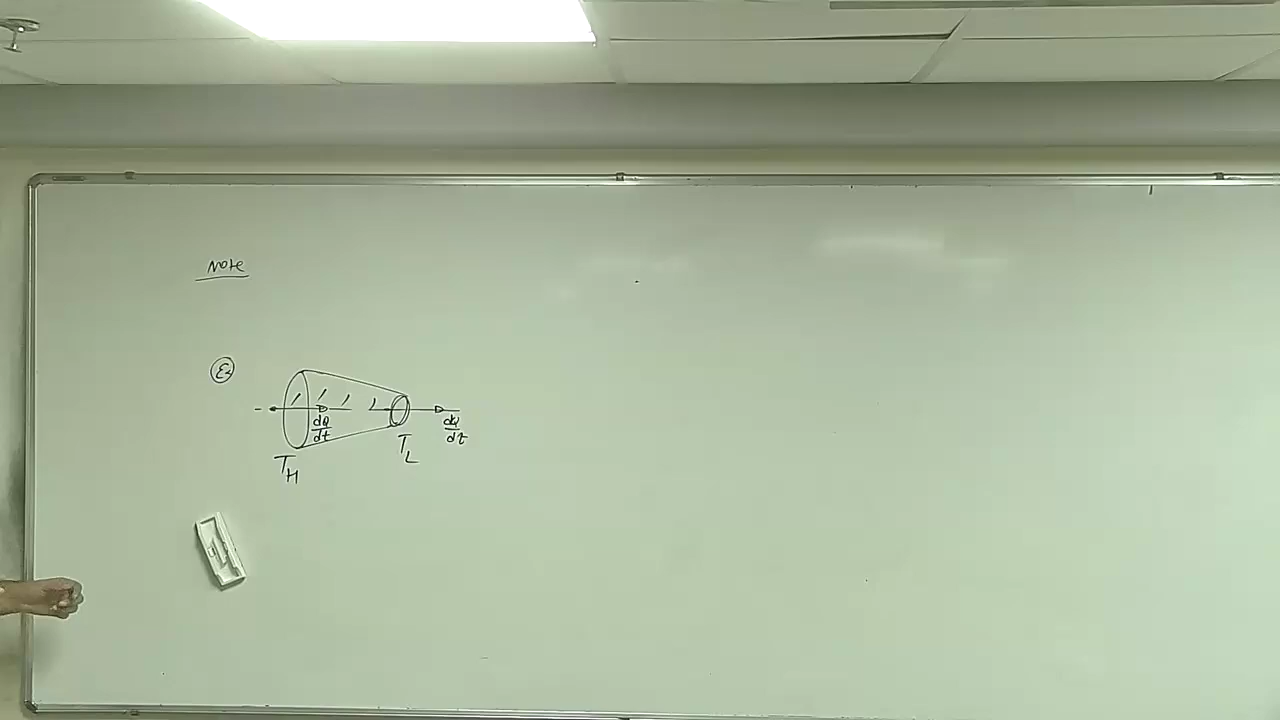 Note
Ex
dQ/dt
dQ/dt
T_H
T_L